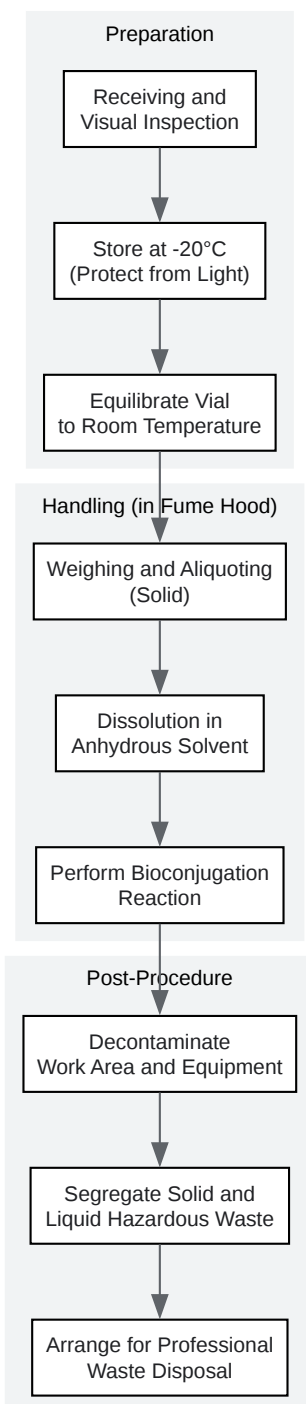 Preparation
Receiving and
Visual Inspection
Store at -20°C
(Protect from Light)
Equilibrate Vial
to Room Temperature
Handling (in Fume Hood)
Weighing and Aliquoting
(Solid)
Dissolution in
Anhydrous Solvent
Perform Bioconjugation
Reaction
Post-Procedure
Decontaminate
Work Area and Equipment
Segregate Solid and
Liquid Hazardous Waste
Arrange for Professional
Waste Disposal